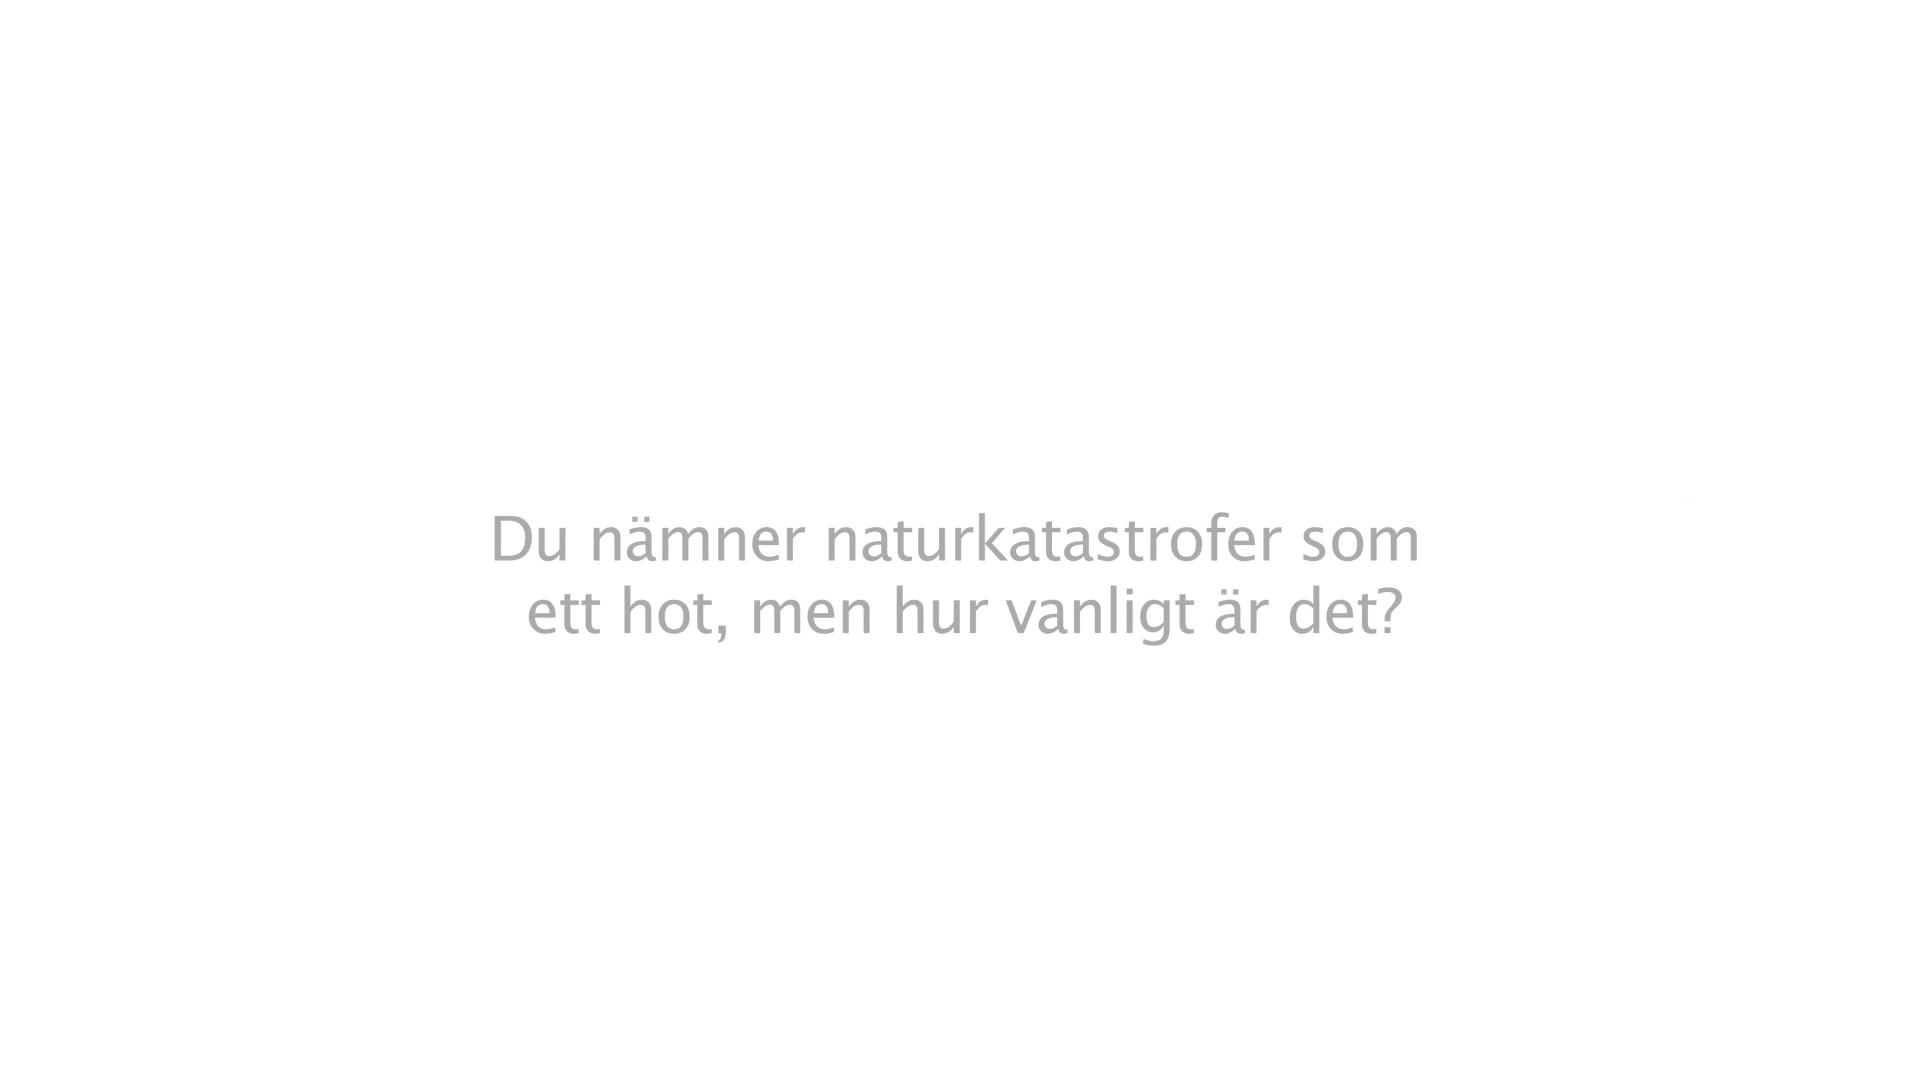 Du nämner naturkatastrofer som
ett hot, men hur vanligt är det?